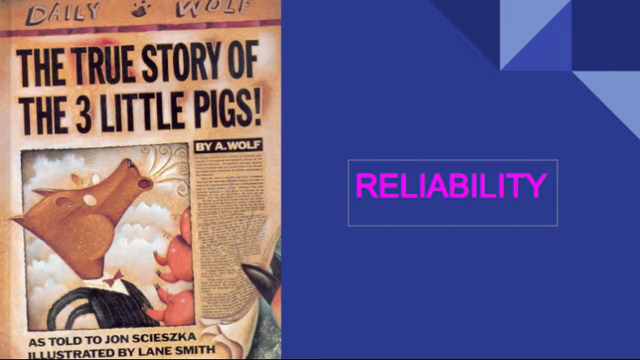 DAILY WOLF
THE TRUE STORY OF
THE 3 LITTLE PIGS!
BY A. WOLF
AS TOLD TO JON SCIESZKA
ILLUSTRATED BY LANE SMITH
RELIABILITY